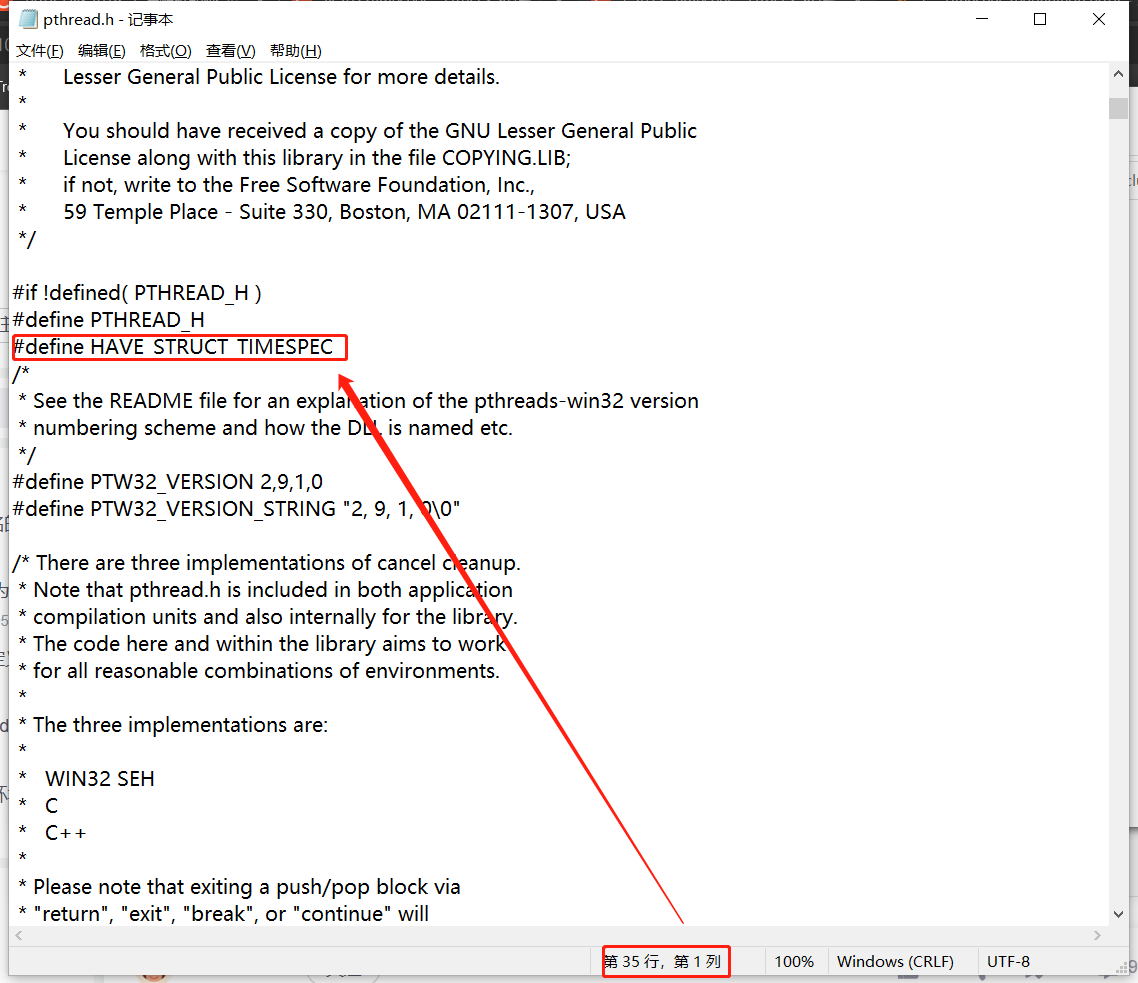 pthread.h - 记事本
文件(F) 编辑(E) 格式(O) 查看(V) 帮助(H)
* Lesser General Public License for more details.
*
* You should have received a copy of the GNU Lesser General Public
* License along with this library in the file COPYING.LIB;
* if not, write to the Free Software Foundation, Inc.,
* 59 Temple Place - Suite 330, Boston, MA 02111-1307, USA
*/
#if !defined( PTHREAD_H )
#define PTHREAD_H
#define HAVE_STRUCT_TIMESPEC
/*
* See the README file for an explanation of the pthreads-win32 version
* numbering scheme and how the DLL is named etc.
*/
#define PTW32_VERSION 2,9,1,0
#define PTW32_VERSION_STRING "2, 9, 1, 0\0"
/* There are three implementations of cancel cleanup.
* Note that pthread.h is included in both application
* compilation units and also internally for the library.
* The code here and within the library aims to work
* for all reasonable combinations of environments.
*
* The three implementations are:
*
* WIN32 SEH
* C
* C++
*
* Please note that exiting a push/pop block via
* "return", "exit", "break", or "continue" will
第 35 行，第 1 列 100% Windows (CRLF) UTF-8